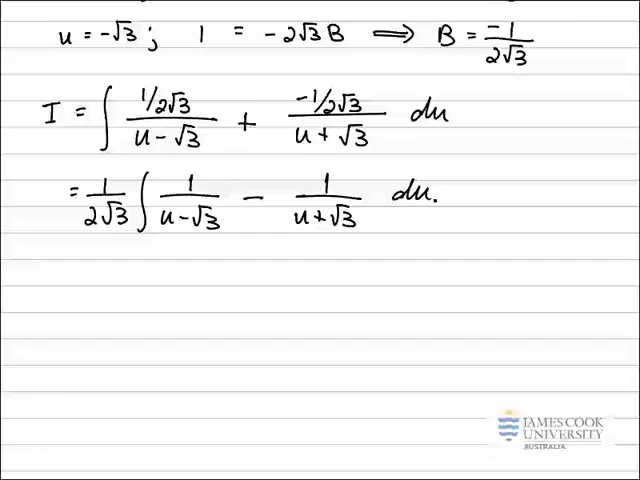 u = -√3 ; 1 = -2√3 B ⟹ B = -1/2√3
I = ∫ (1/2√3)/(u - √3) + (-1/2√3)/(u + √3) du
= 1/2√3 ∫ 1/(u - √3) - 1/(u + √3) du.
JAMES COOK
UNIVERSITY
AUSTRALIA